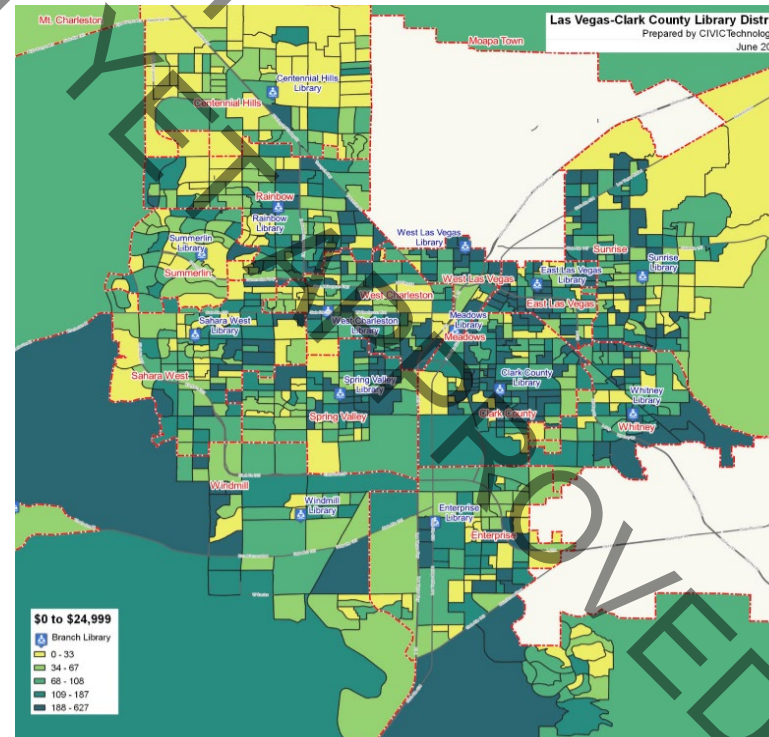 Las Vegas-Clark County Library Distr
Prepared by CIVICTechnolog
June 20
Mt. Charleston
Moapa Town
Centennial Hills
Library
Centennial Hills
Rainbow
Rainbow
Library
Summerlin
Library
Summerlin
West Las Vegas
Library
West Las Vegas
Sunrise
Sunrise
Library
East Las Vegas
Library
East Las Vegas
West Charleston
West Charleston
Library
Meadows
Library
Meadows
Sahara West
Library
Sahara West
Spring Valley
Library
Spring Valley
Clark County
Library
Clark County
Whitney
Library
Whitney
Windmill
Windmill
Library
Enterprise
Library
Enterprise
$0 to $24,999
Branch Library
0 - 33
34 - 67
68 - 108
109 - 187
188 - 627
YET APPROVED